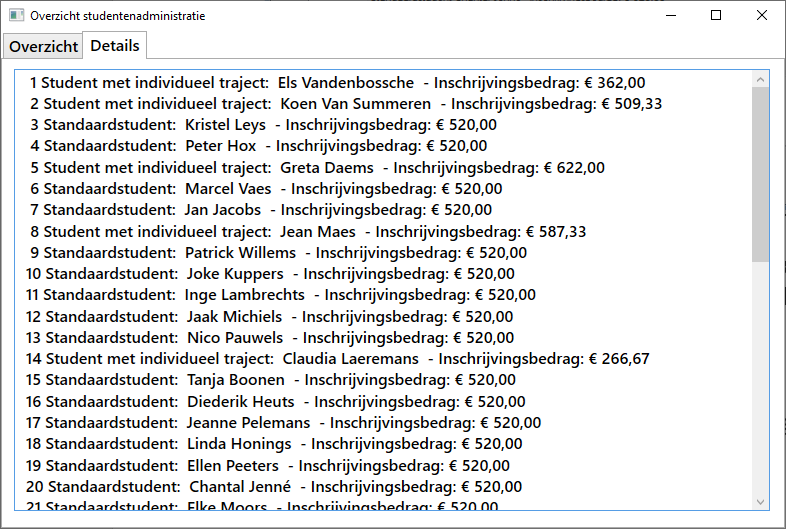 Overzicht studentenadministratie
Overzicht Details
1 Student met individueel traject: Els Vandenbossche - Inschrijvingsbedrag: € 362,00
2 Student met individueel traject: Koen Van Summeren - Inschrijvingsbedrag: € 509,33
3 Standaardstudent: Kristel Leys - Inschrijvingsbedrag: € 520,00
4 Standaardstudent: Peter Hox - Inschrijvingsbedrag: € 520,00
5 Student met individueel traject: Greta Daems - Inschrijvingsbedrag: € 622,00
6 Standaardstudent: Marcel Vaes - Inschrijvingsbedrag: € 520,00
7 Standaardstudent: Jan Jacobs - Inschrijvingsbedrag: € 520,00
8 Student met individueel traject: Jean Maes - Inschrijvingsbedrag: € 587,33
9 Standaardstudent: Patrick Willems - Inschrijvingsbedrag: € 520,00
10 Standaardstudent: Joke Kuppers - Inschrijvingsbedrag: € 520,00
11 Standaardstudent: Inge Lambrechts - Inschrijvingsbedrag: € 520,00
12 Standaardstudent: Jaak Michiels - Inschrijvingsbedrag: € 520,00
13 Standaardstudent: Nico Pauwels - Inschrijvingsbedrag: € 520,00
14 Student met individueel traject: Claudia Laeremans - Inschrijvingsbedrag: € 266,67
15 Standaardstudent: Tanja Boonen - Inschrijvingsbedrag: € 520,00
16 Standaardstudent: Diederik Heuts - Inschrijvingsbedrag: € 520,00
17 Standaardstudent: Jeanne Pelemans - Inschrijvingsbedrag: € 520,00
18 Standaardstudent: Linda Honings - Inschrijvingsbedrag: € 520,00
19 Standaardstudent: Ellen Peeters - Inschrijvingsbedrag: € 520,00
20 Standaardstudent: Chantal Jenné - Inschrijvingsbedrag: € 520,00
21 Standaardstudent: Elke Moors - Inschrijvingsbedrag: € 520,00